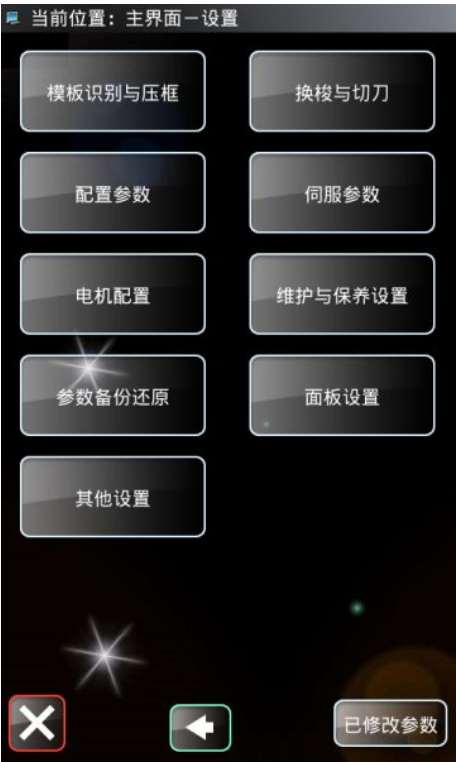 当前位置：主界面－设置
模板识别与压框
换梭与切刀
配置参数
伺服参数
电机配置
维护与保养设置
参数备份还原
面板设置
其他设置
已修改参数